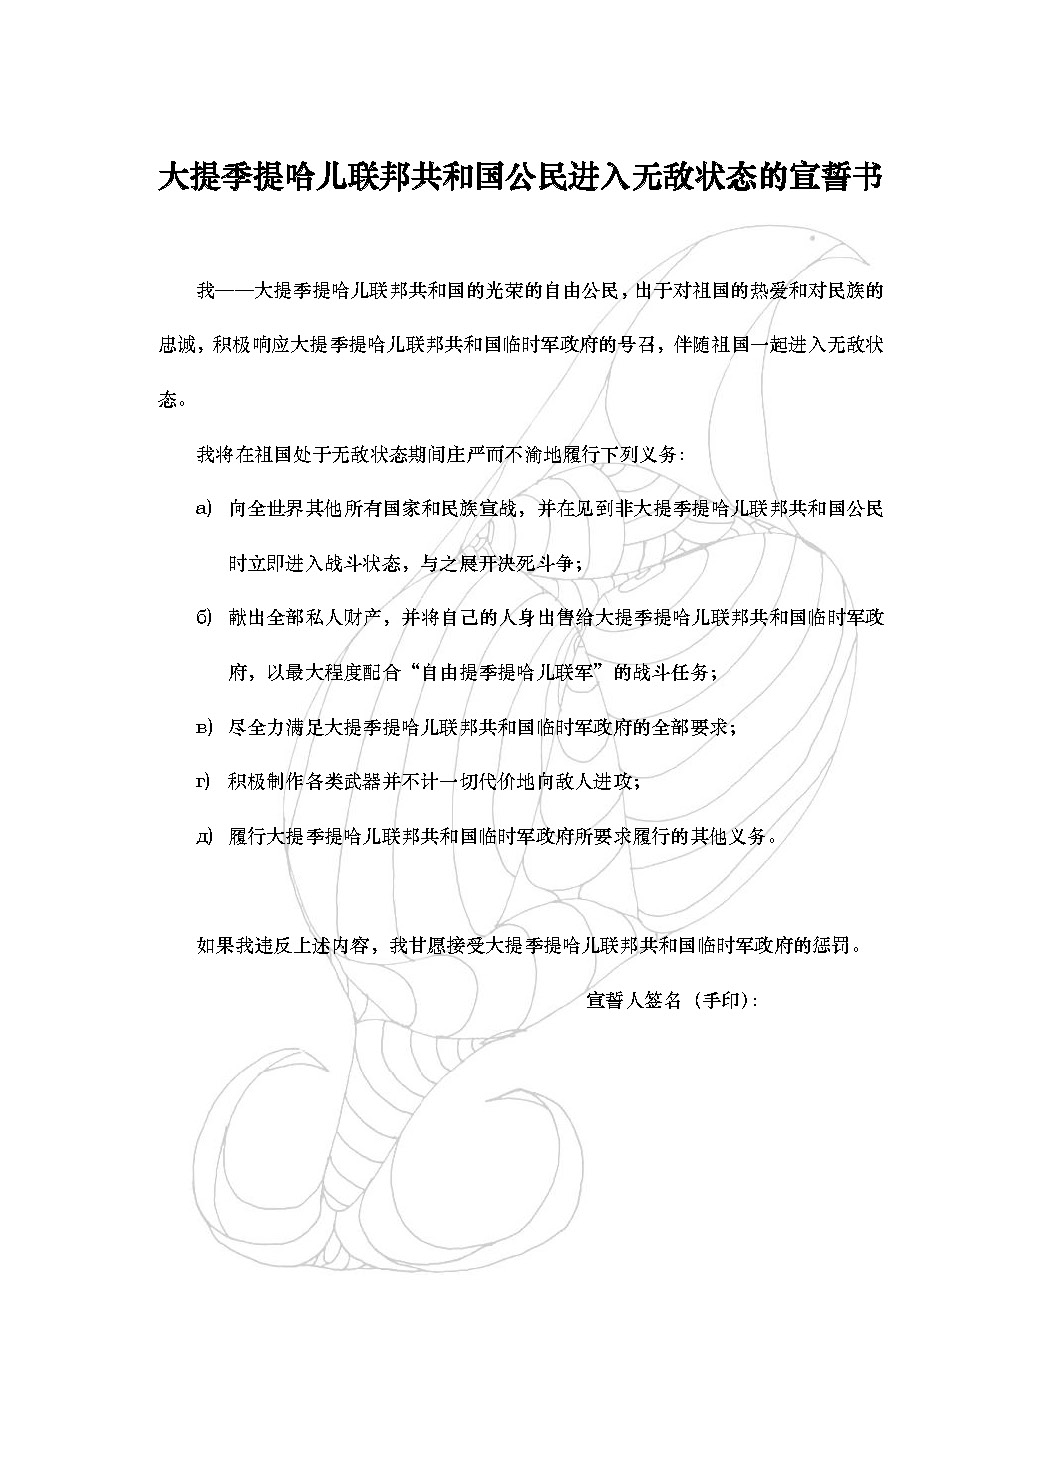 大提季提哈儿联邦共和国公民进入无敌状态的宣誓书
我——大提季提哈儿联邦共和国的光荣的自由公民，出于对祖国的热爱和对民族的
忠诚，积极响应大提季提哈儿联邦共和国临时军政府的号召，伴随祖国一起进入无敌状
态。
我将在祖国处于无敌状态期间庄严而不渝地履行下列义务：
а) 向全世界其他所有国家和民族宣战，并在见到非大提季提哈儿联邦共和国公民
时立即进入战斗状态，与之展开决死斗争；
б) 献出全部私人财产，并将自己的人身出售给大提季提哈儿联邦共和国临时军政
府，以最大程度配合“自由提季提哈儿联军”的战斗任务；
в) 尽全力满足大提季提哈儿联邦共和国临时军政府的全部要求；
г) 积极制作各类武器并不计一切代价地向敌人进攻；
д) 履行大提季提哈儿联邦共和国临时军政府所要求履行的其他义务。
如果我违反上述内容，我甘愿接受大提季提哈儿联邦共和国临时军政府的惩罚。
宣誓人签名（手印）：